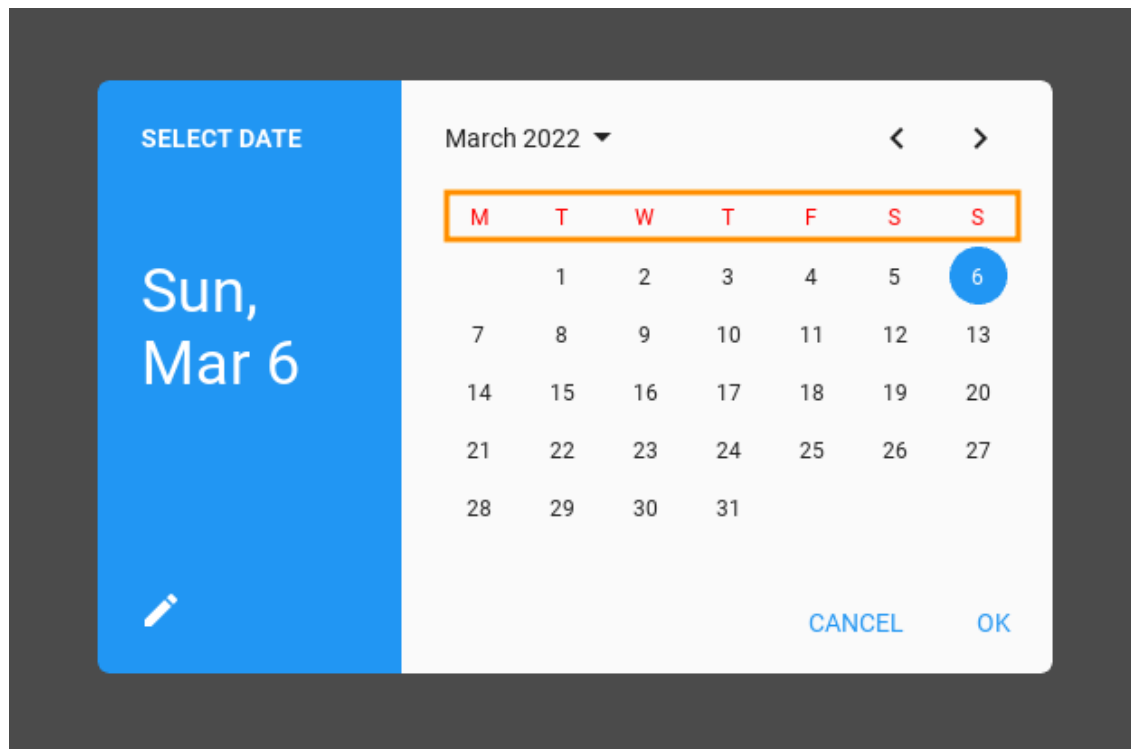 SELECT DATE
Sun,
Mar 6
March 2022
M T W T F S S
1 2 3 4 5 6
7 8 9 10 11 12 13
14 15 16 17 18 19 20
21 22 23 24 25 26 27
28 29 30 31
CANCEL OK